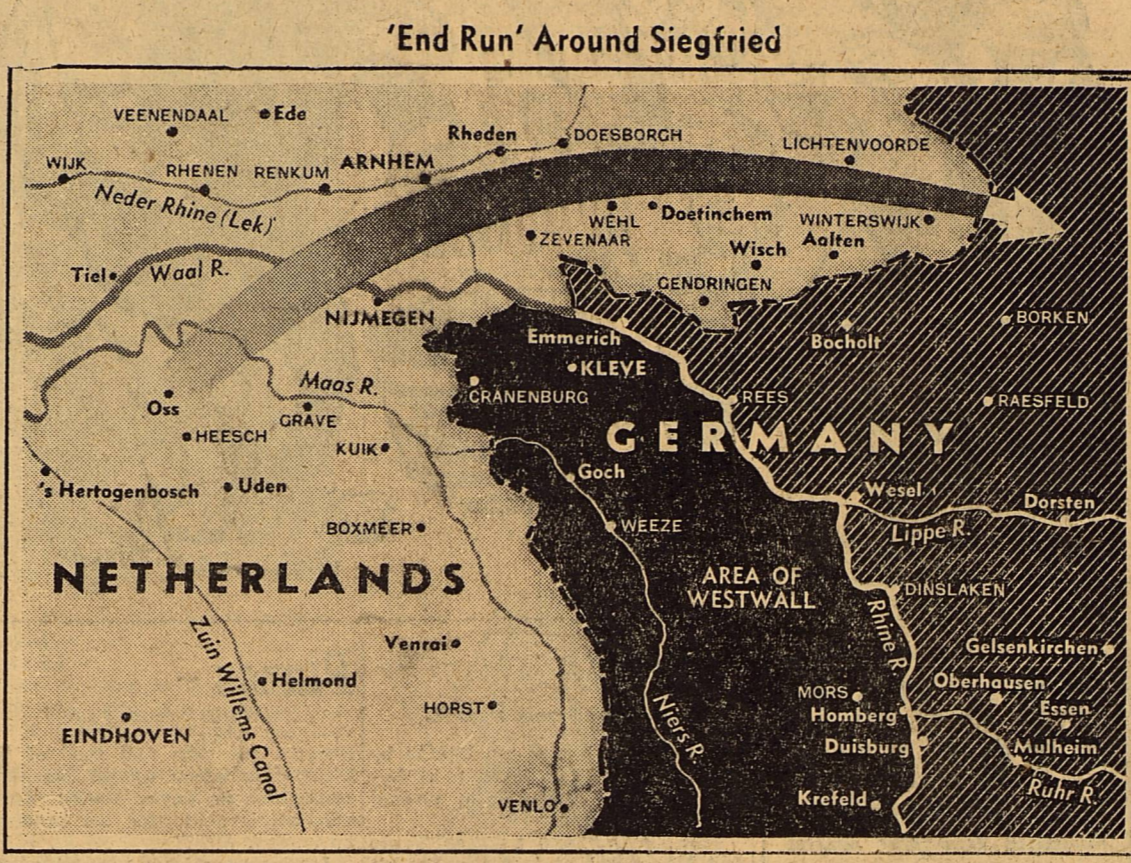 'End Run' Around Siegfried
VEENENDAAL
Ede
Rheden
DOESBORGH
LICHTENVOORDE
WIJK
RHENEN
RENKUM
ARNHEM
Neder Rhine (Lek)
WEHL
Doetinchem
WINTERSWIJK
ZEVENAAR
Wisch
Aalten
Tiel
Waal R.
GENDRINGEN
NIJMEGEN
Emmerich
Bocholt
BORKEN
KLEVE
Maas R.
CRANENBURG
REES
RAESFELD
Oss
GRAVE
HEESCH
KUIK
GERMANY
Goch
's Hertogenbosch
Uden
Wesel
Dorsten
BOXMEER
WEEZE
Lippe R.
NETHERLANDS
AREA OF
WESTWALL
DINSLAKEN
Zuin Willems Canal
Rhine R
Venrai
Gelsenkirchen
Helmond
Oberhausen
HORST
MORS
Niers R.
Homberg
Essen
EINDHOVEN
Duisburg
Mulheim
VENLO
Krefeld
Ruhr R.